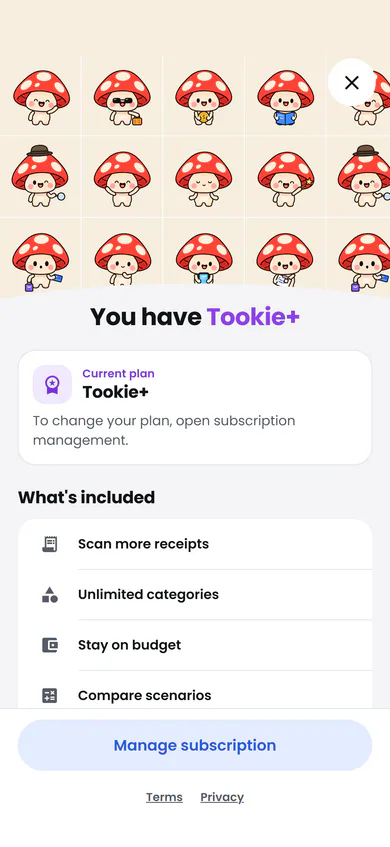 You have Tookie+
Current plan
Tookie+
To change your plan, open subscription
management.
What's included
Scan more receipts
Unlimited categories
Stay on budget
Compare scenarios
Manage subscription
Terms Privacy